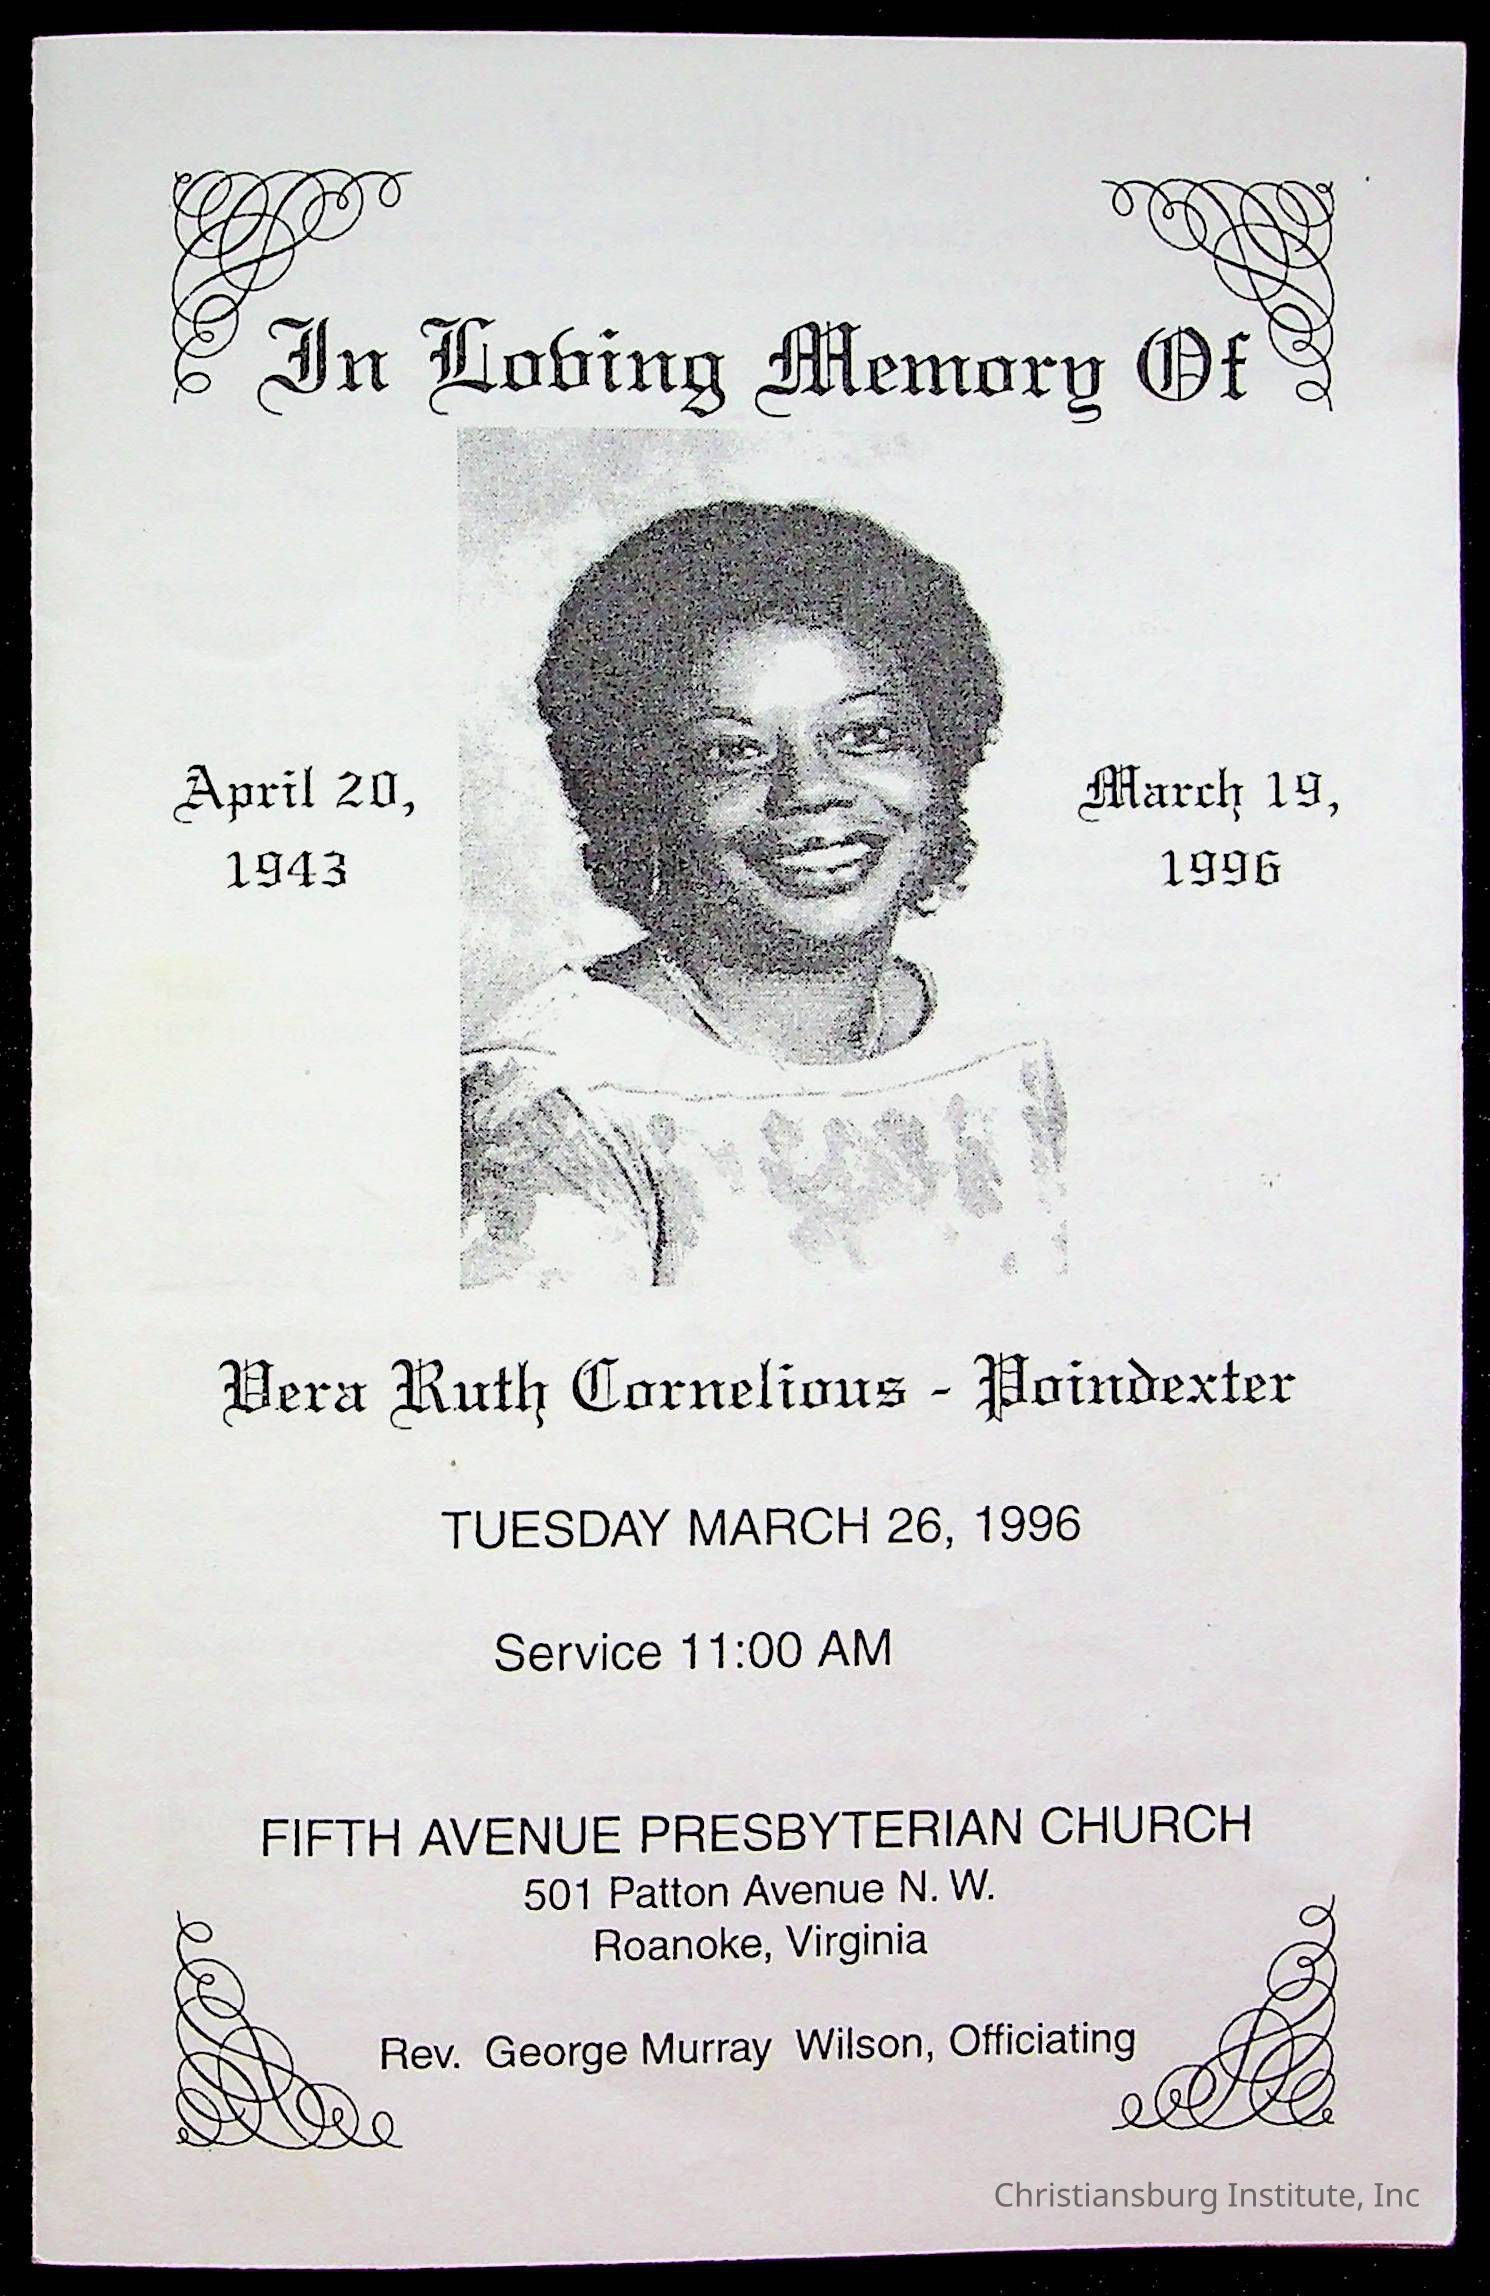 In Loving Memory Of
April 20,
1943
March 19,
1996
Vera Ruth Cornelious - Poindexter
TUESDAY MARCH 26, 1996
Service 11:00 AM
FIFTH AVENUE PRESBYTERIAN CHURCH
501 Patton Avenue N. W.
Roanoke, Virginia
Rev. George Murray Wilson, Officiating
Christiansburg Institute, Inc